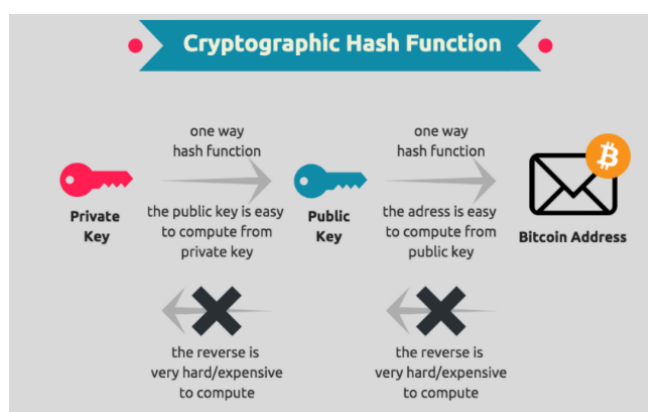 Cryptographic Hash Function
one way
hash function
one way
hash function
Private
Key
the public key is easy
to compute from
private key
Public
Key
the adress is easy
to compute from
public key
Bitcoin Address
the reverse is
very hard/expensive
to compute
the reverse is
very hard/expensive
to compute